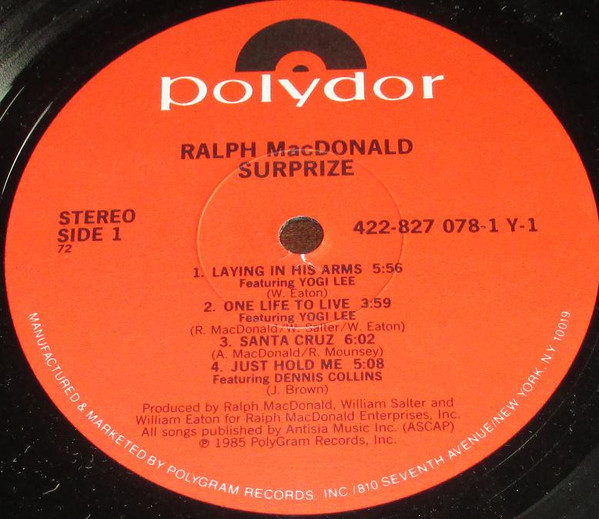 polydor
RALPH MacDONALD
SURPRIZE
STEREO
SIDE 1
72
422-827 078-1 Y-1
1. LAYING IN HIS ARMS 5:56
Featuring YOGI LEE
(W. Eaton)
2. ONE LIFE TO LIVE 3:59
Featuring YOGI LEE
(R. MacDonald/W. Salter/W. Eaton)
3. SANTA CRUZ 6:02
(A. MacDonald/R. Mounsey)
4. JUST HOLD ME 5:08
Featuring DENNIS COLLINS
(J. Brown)
Produced by Ralph MacDonald, William Salter and
William Eaton for Ralph MacDonald Enterprises, Inc.
All songs published by Antisia Music Inc. (ASCAP)
℗ 1985 PolyGram Records, Inc.
MANUFACTURED & MARKETED BY POLYGRAM RECORDS, INC /810 SEVENTH AVENUE/NEW YORK, NY 10019